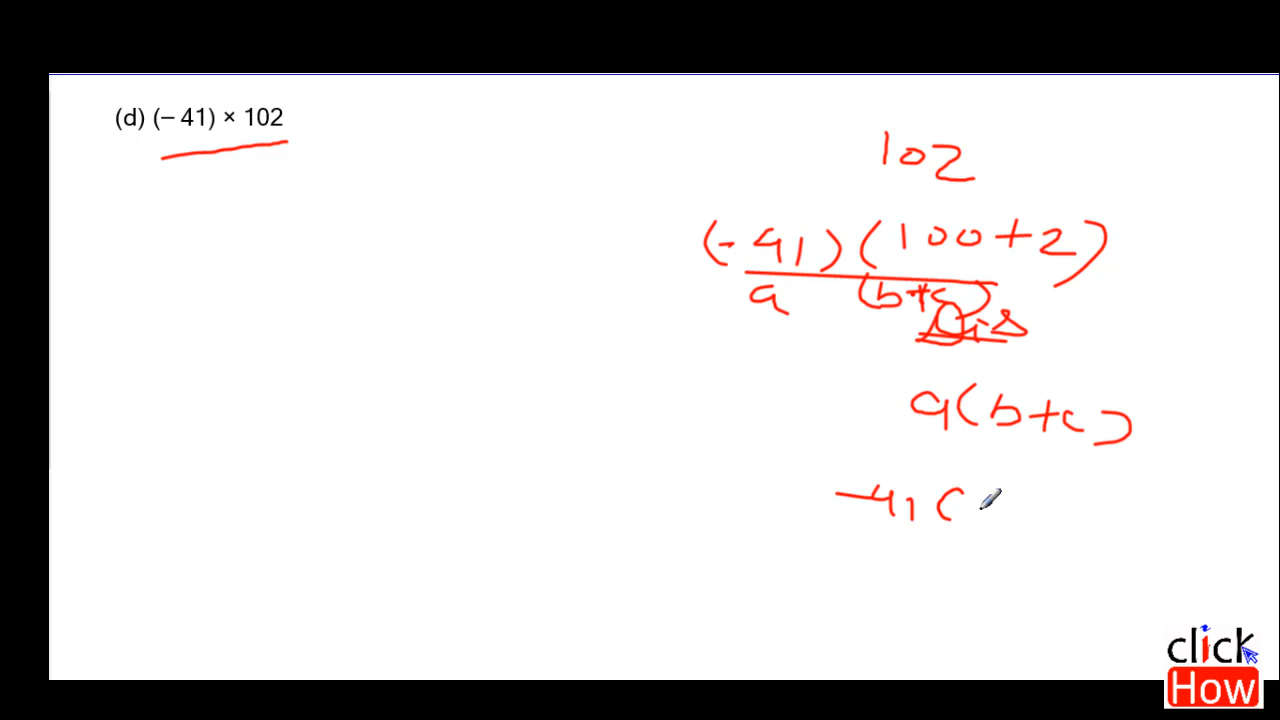 (d) (– 41) × 102
102
(- 41) (100+2)
a (b+c)
a(b+c)
-41(
click
How